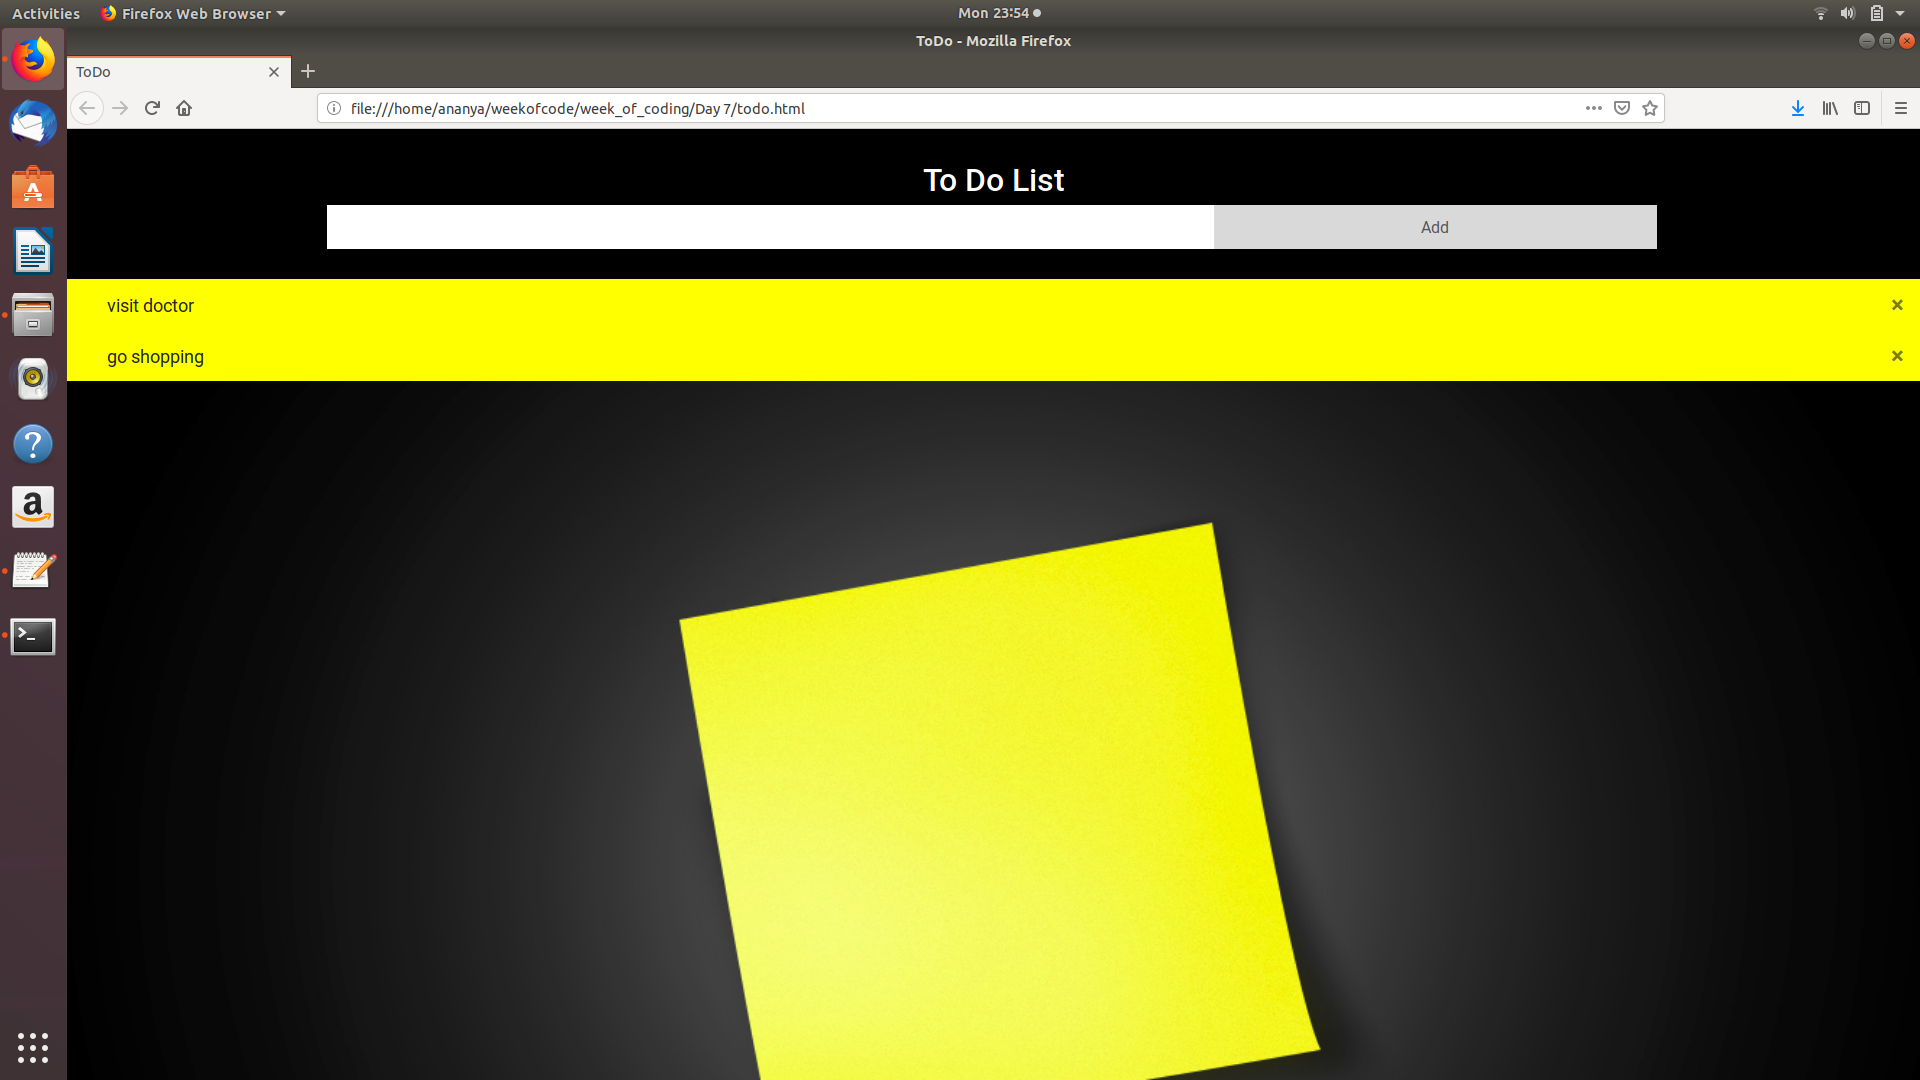 Activities
Firefox Web Browser
Mon 23:54
ToDo - Mozilla Firefox
ToDo
file:///home/ananya/weekofcode/week_of_coding/Day 7/todo.html
To Do List
Add
visit doctor
go shopping